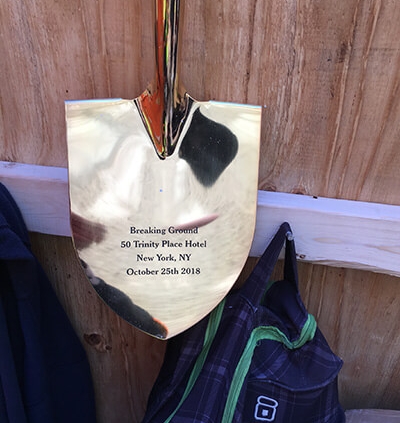 Breaking Ground
50 Trinity Place Hotel
New York, NY
October 25th 2018